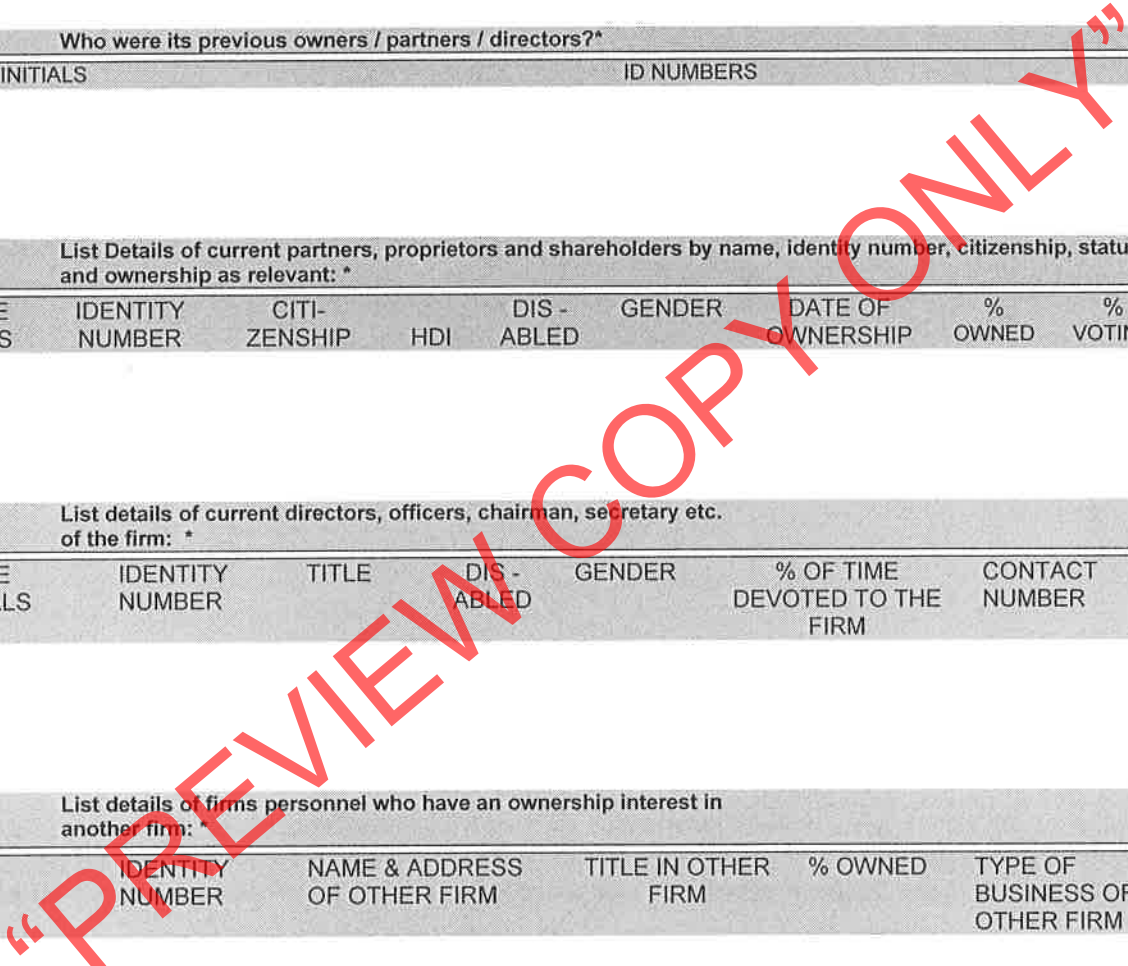 Who were its previous owners / partners / directors?*
INITIALS ID NUMBERS
List Details of current partners, proprietors and shareholders by name, identity number, citizenship, statu
and ownership as relevant: *
E IDENTITY CITI- DIS - GENDER DATE OF % %
S NUMBER ZENSHIP HDI ABLED OWNERSHIP OWNED VOTIN
List details of current directors, officers, chairman, secretary etc.
of the firm: *
E IDENTITY TITLE DIS - GENDER % OF TIME CONTACT
ALS NUMBER ABLED DEVOTED TO THE NUMBER
FIRM
List details of firms personnel who have an ownership interest in
another firm: *
IDENTITY NAME & ADDRESS TITLE IN OTHER % OWNED TYPE OF
NUMBER OF OTHER FIRM FIRM BUSINESS OF
OTHER FIRM
“PREVIEW COPY ONLY”